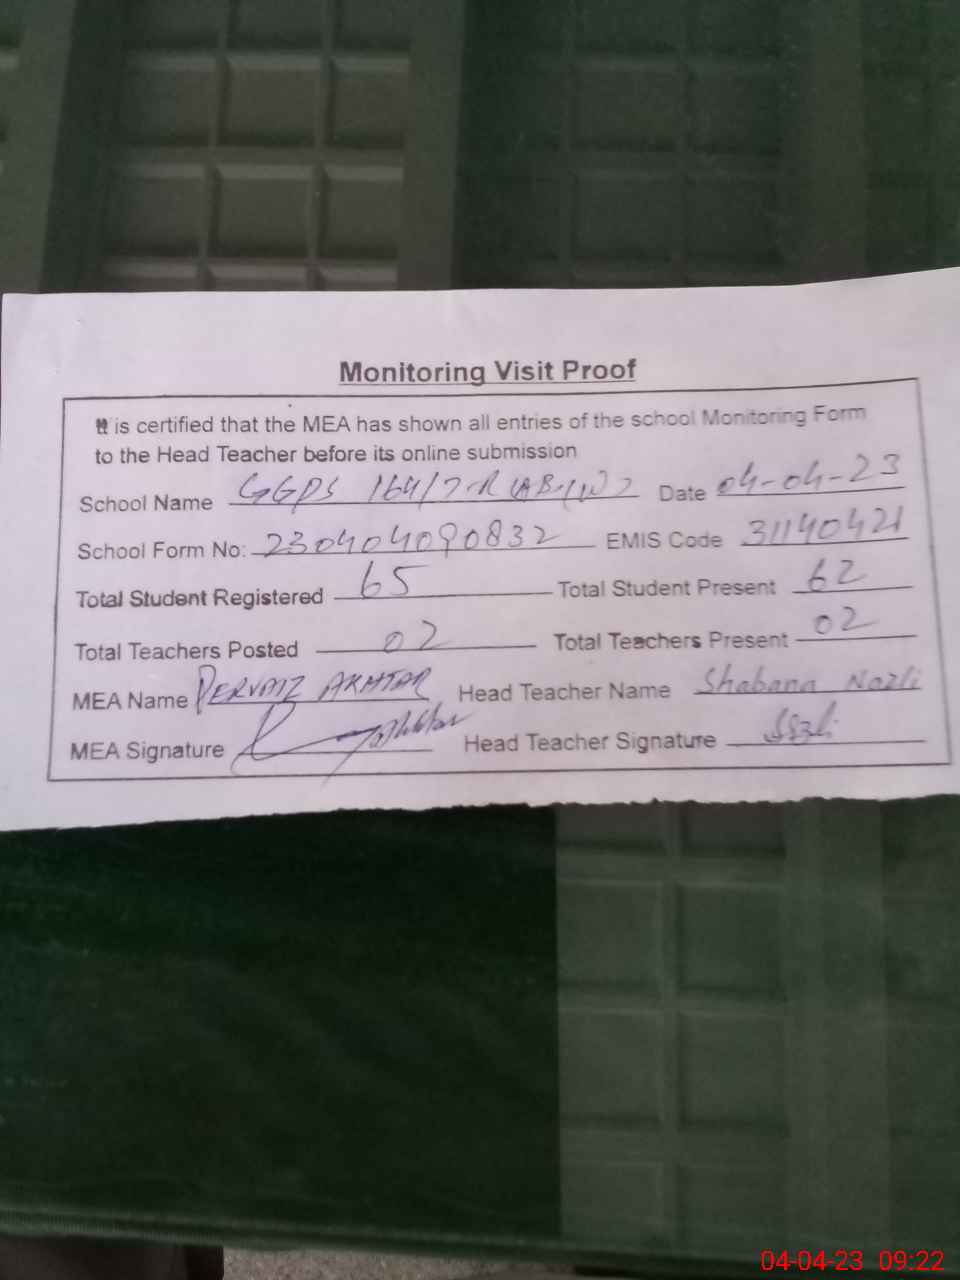 Monitoring Visit Proof
It is certified that the MEA has shown all entries of the school Monitoring Form
to the Head Teacher before its online submission
School Name GGPS 164/7-R Date 04-04-23
School Form No: 230404090832 EMIS Code 31140421
Total Student Registered 65 Total Student Present 62
Total Teachers Posted 02 Total Teachers Present 02
MEA Name PERVAIZ AKHTAR Head Teacher Name Shabana Nazli
MEA Signature Head Teacher Signature
04-04-23 09:22